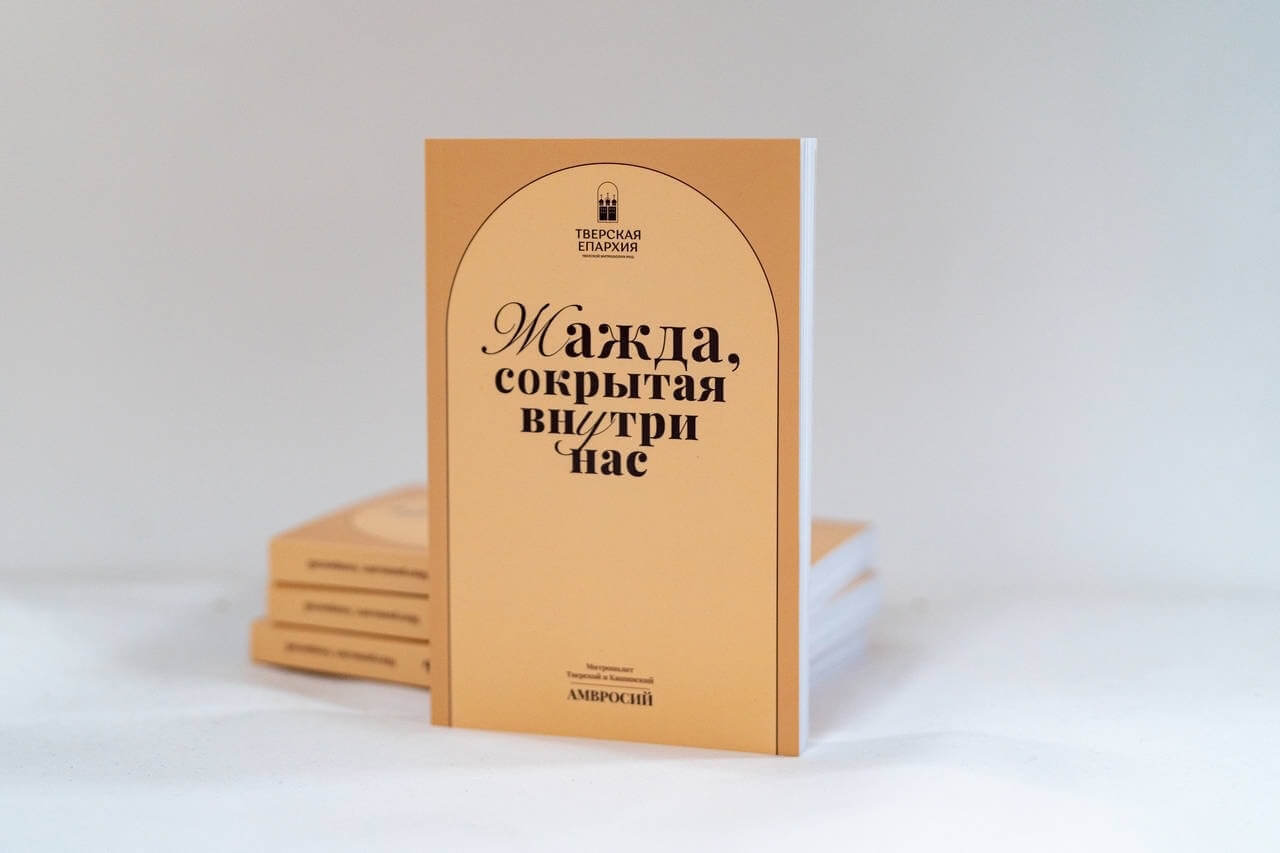 ТВЕРСКАЯ
ЕПАРХИЯ
Жажда,
сокрытая
внутри
нас
Митрополит
Тверской и Кашинский
АМВРОСИЙ